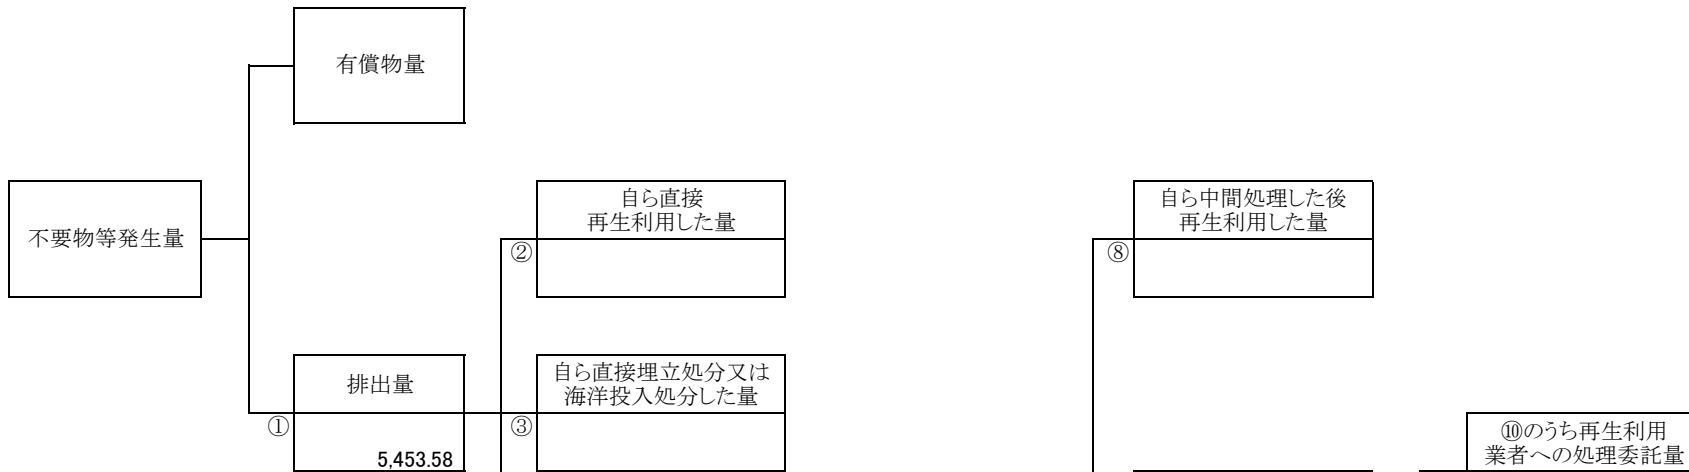 有償物量
不要物等発生量
自ら直接
再生利用した量
②
自ら中間処理した後
再生利用した量
⑧
排出量
①
5,453.58
自ら直接埋立処分又は
海洋投入処分した量
③
⑩のうち再生利用
業者への処理委託量